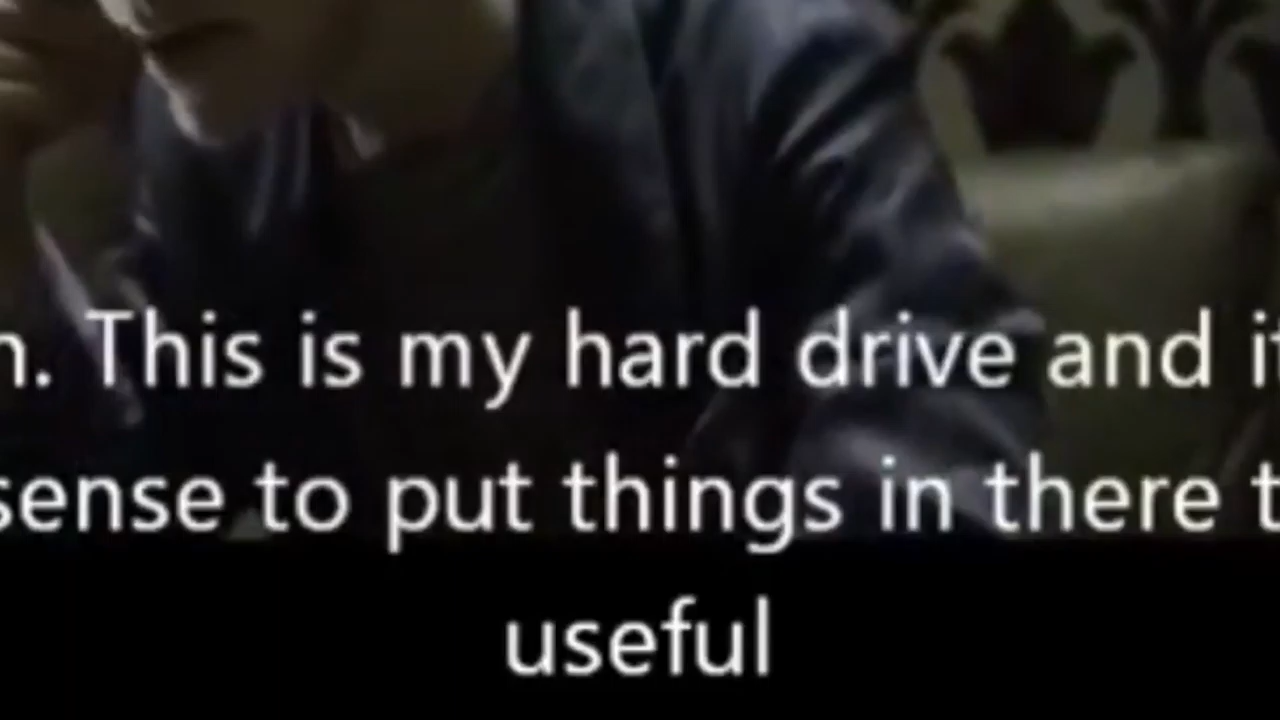 . This is my hard drive and
sense to put things in there
useful